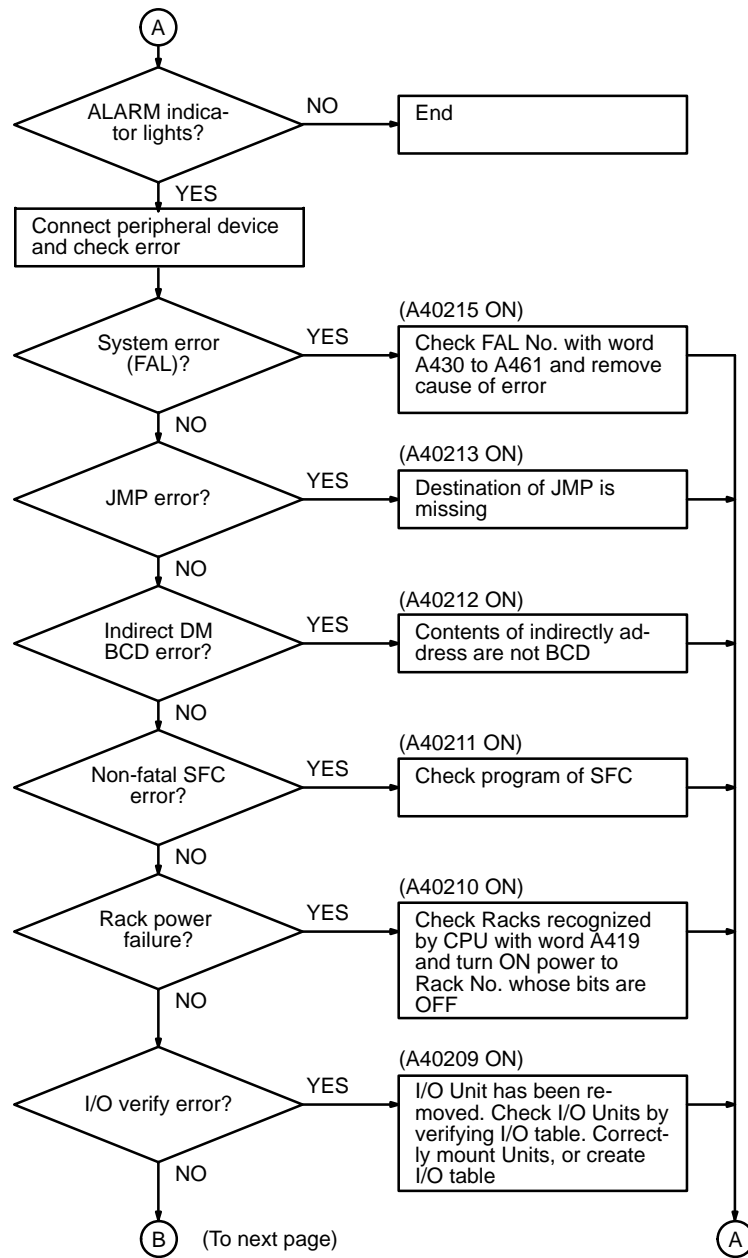 A
ALARM indica-
tor lights?
NO
End
YES
Connect peripheral device
and check error
System error
(FAL)?
YES
(A40215 ON)
Check FAL No. with word
A430 to A461 and remove
cause of error
NO
JMP error?
YES
(A40213 ON)
Destination of JMP is
missing
NO
Indirect DM
BCD error?
YES
(A40212 ON)
Contents of indirectly ad-
dress are not BCD
NO
Non-fatal SFC
error?
YES
(A40211 ON)
Check program of SFC
NO
Rack power
failure?
YES
(A40210 ON)
Check Racks recognized
by CPU with word A419
and turn ON power to
Rack No. whose bits are
OFF
NO
I/O verify error?
YES
(A40209 ON)
I/O Unit has been re-
moved. Check I/O Units by
verifying I/O table. Correct-
ly mount Units, or create
I/O table
NO
B
(To next page)
A